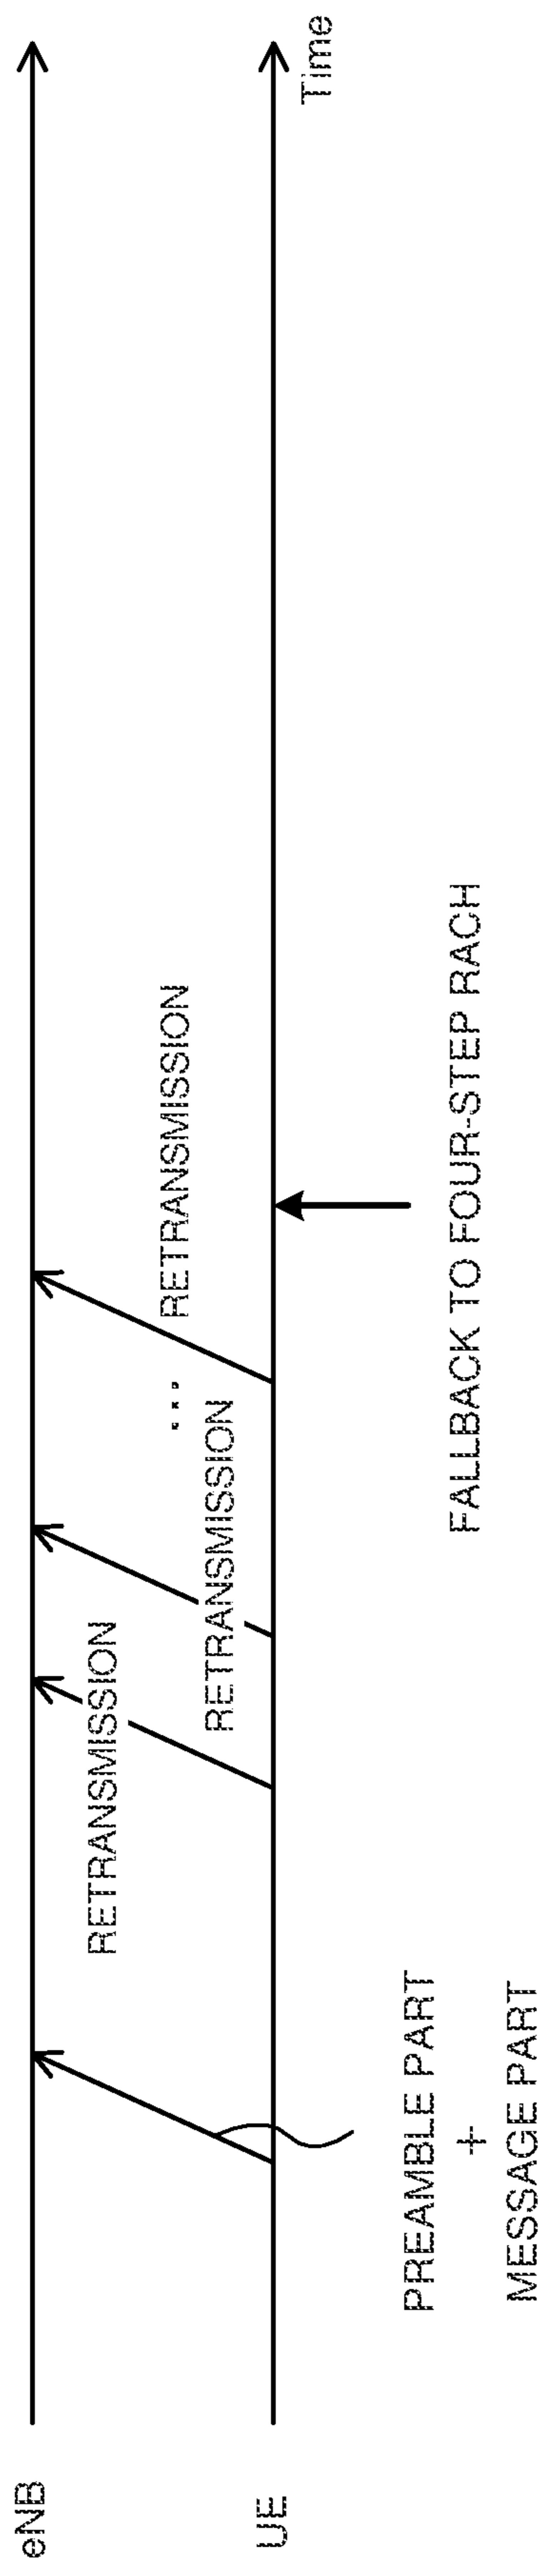 eNB
UE
Time
RETRANSMISSION
RETRANSMISSION
...
RETRANSMISSION
PREAMBLE PART
+
MESSAGE PART
FALLBACK TO FOUR-STEP RACH